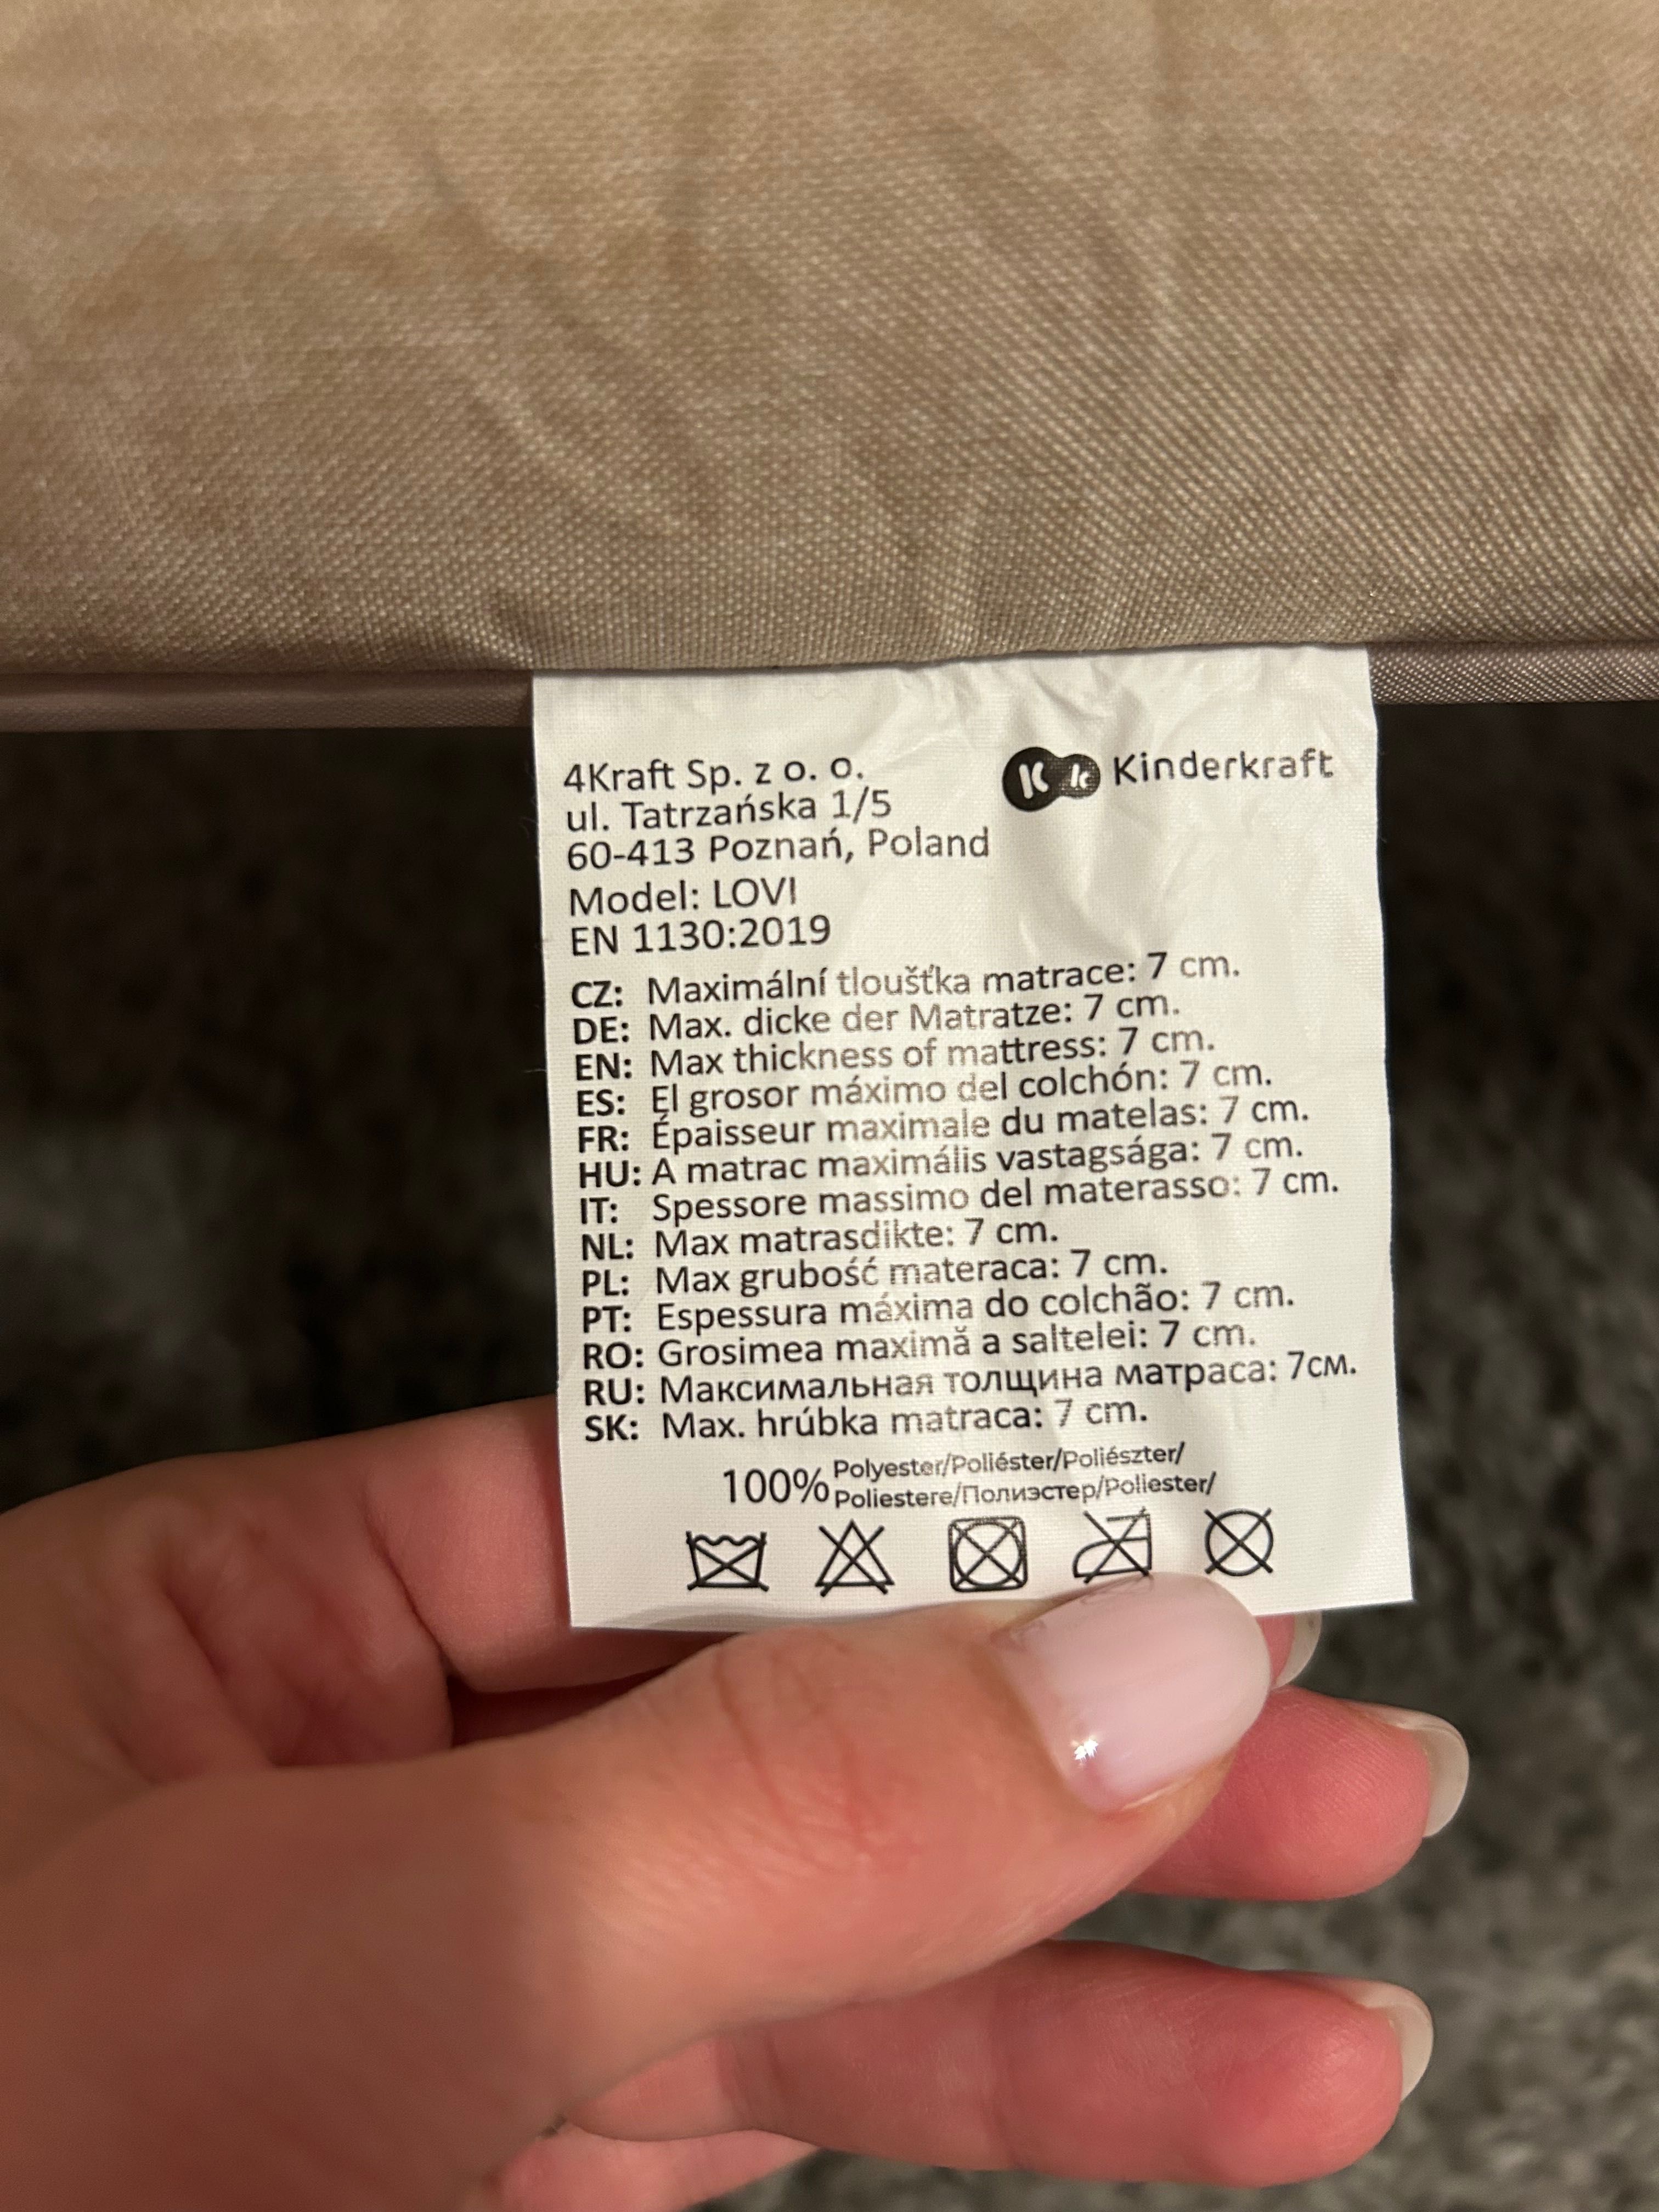 4Kraft Sp. z o. o.
Kinderkraft
ul. Tatrzańska 1/5
60-413 Poznań, Poland
Model: LOVI
EN 1130:2019
CZ: Maximální tloušťka matrace: 7 cm.
DE: Max. dicke der Matratze: 7 cm.
EN: Max thickness of mattress: 7 cm.
ES: El grosor máximo del colchón: 7 cm.
FR: Épaisseur maximale du matelas: 7 cm.
HU: A matrac maximális vastagsága: 7 cm.
IT: Spessore massimo del materasso: 7 cm.
NL: Max matrasdikte: 7 cm.
PL: Max grubość materaca: 7 cm.
PT: Espessura máxima do colchão: 7 cm.
RO: Grosimea maximă a saltelei: 7 cm.
RU: Максимальная толщина матраса: 7см.
SK: Max. hrúbka matraca: 7 cm.
100% Polyester/Poliéster/Poliészter/
Poliestere/Полиэстер/Poliester/